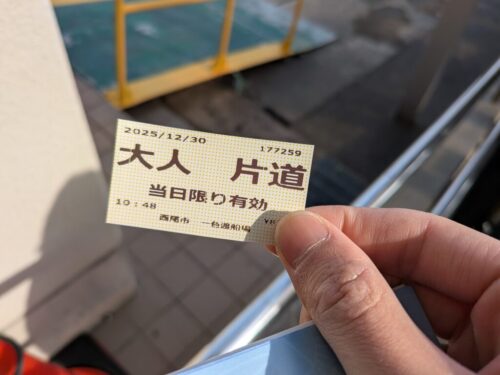 2025/12/30 177259
大人 片道
当日限り有効
10:48
西尾市 一色渡船場